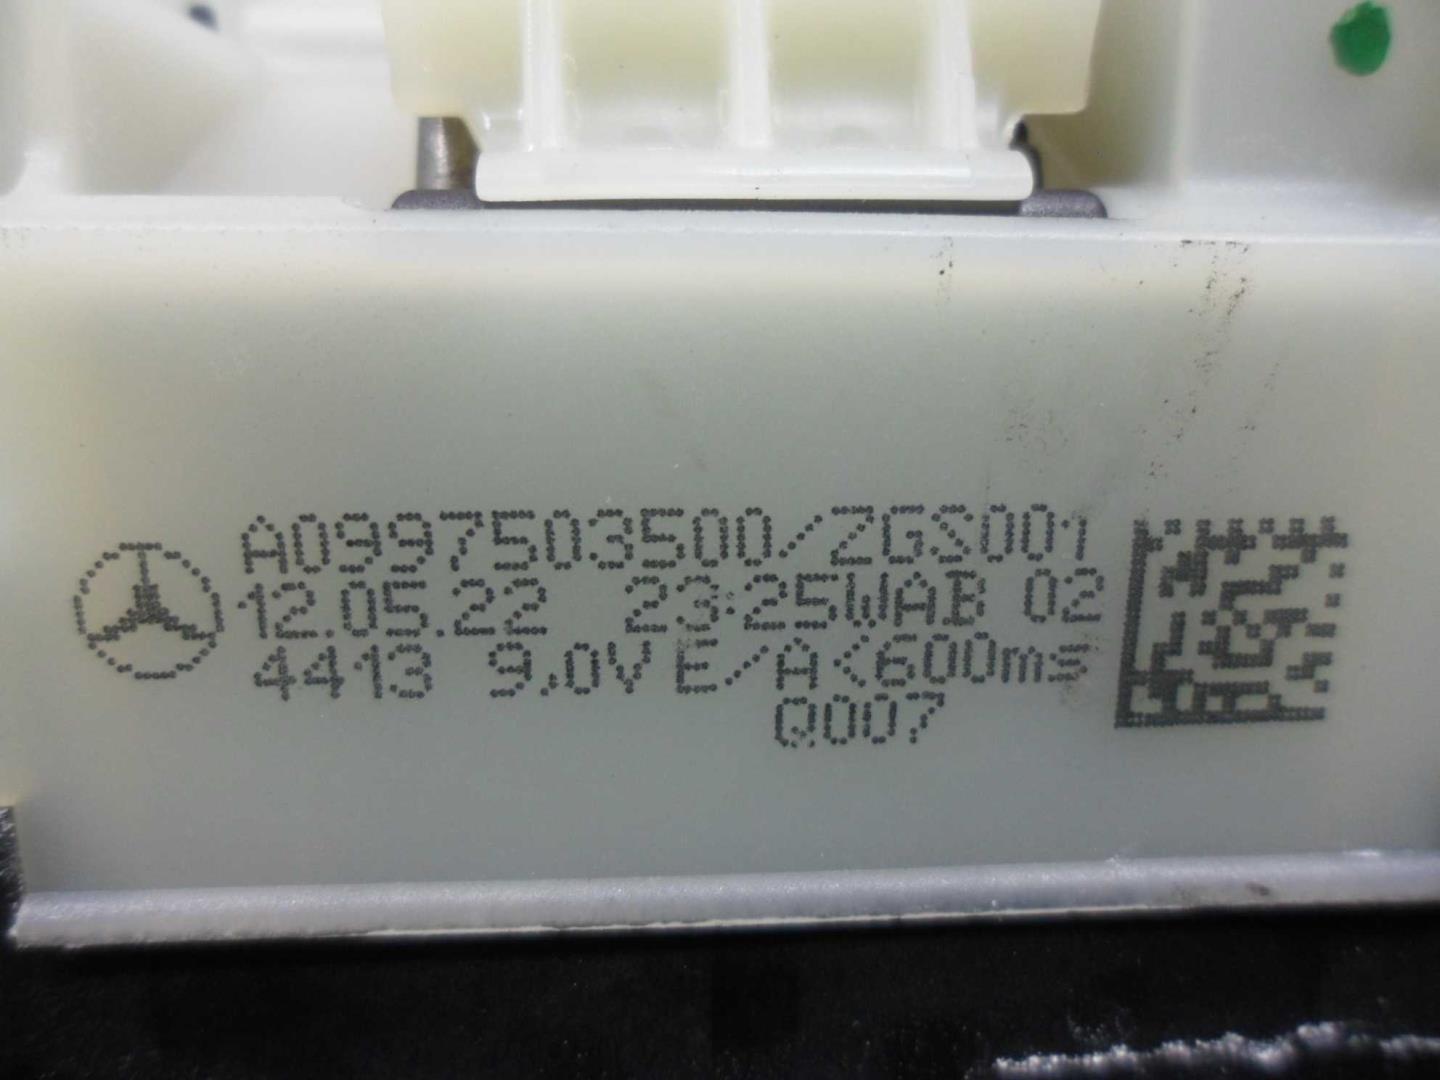 A0997503500/ZGS001
12.05.22 23:25WAB 02
4413 9,0V E/A<600ms
Q007